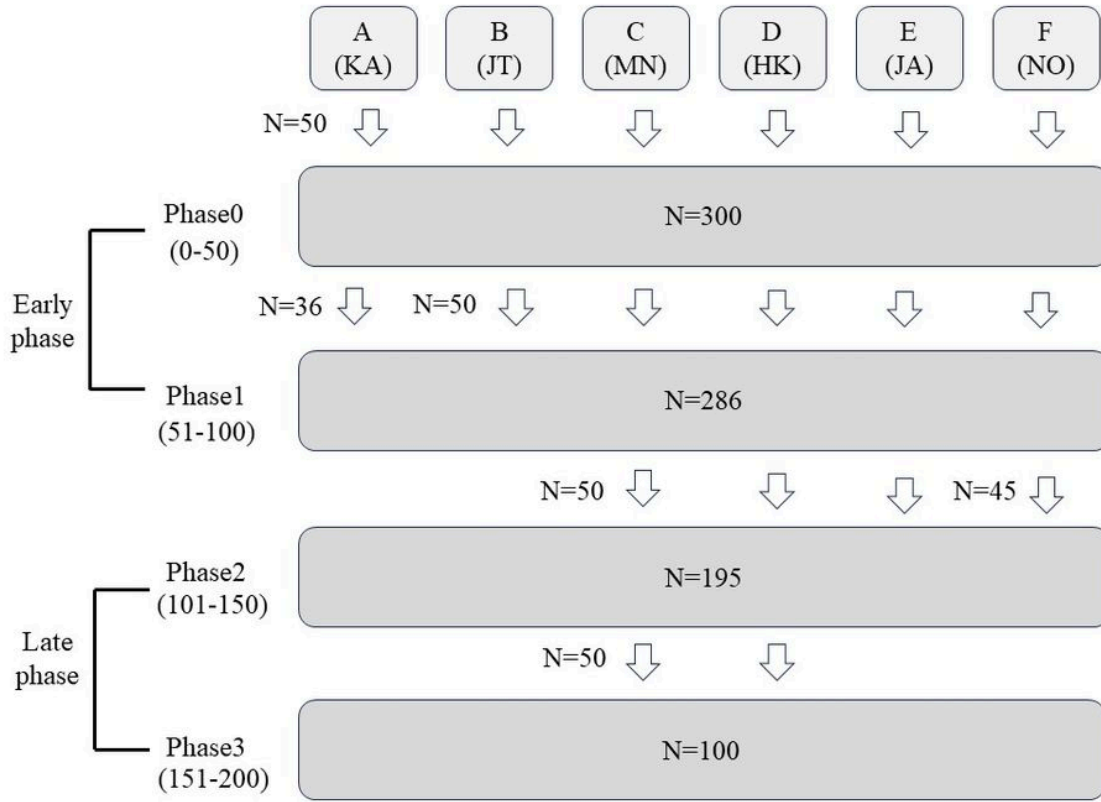 A
(KA)
B
(JT)
C
(MN)
D
(HK)
E
(JA)
F
(NO)
N=50
Phase0
(0-50)
N=300
Early
phase
N=36
N=50
Phase1
(51-100)
N=286
N=50
N=45
Phase2
(101-150)
N=195
Late
phase
N=50
Phase3
(151-200)
N=100